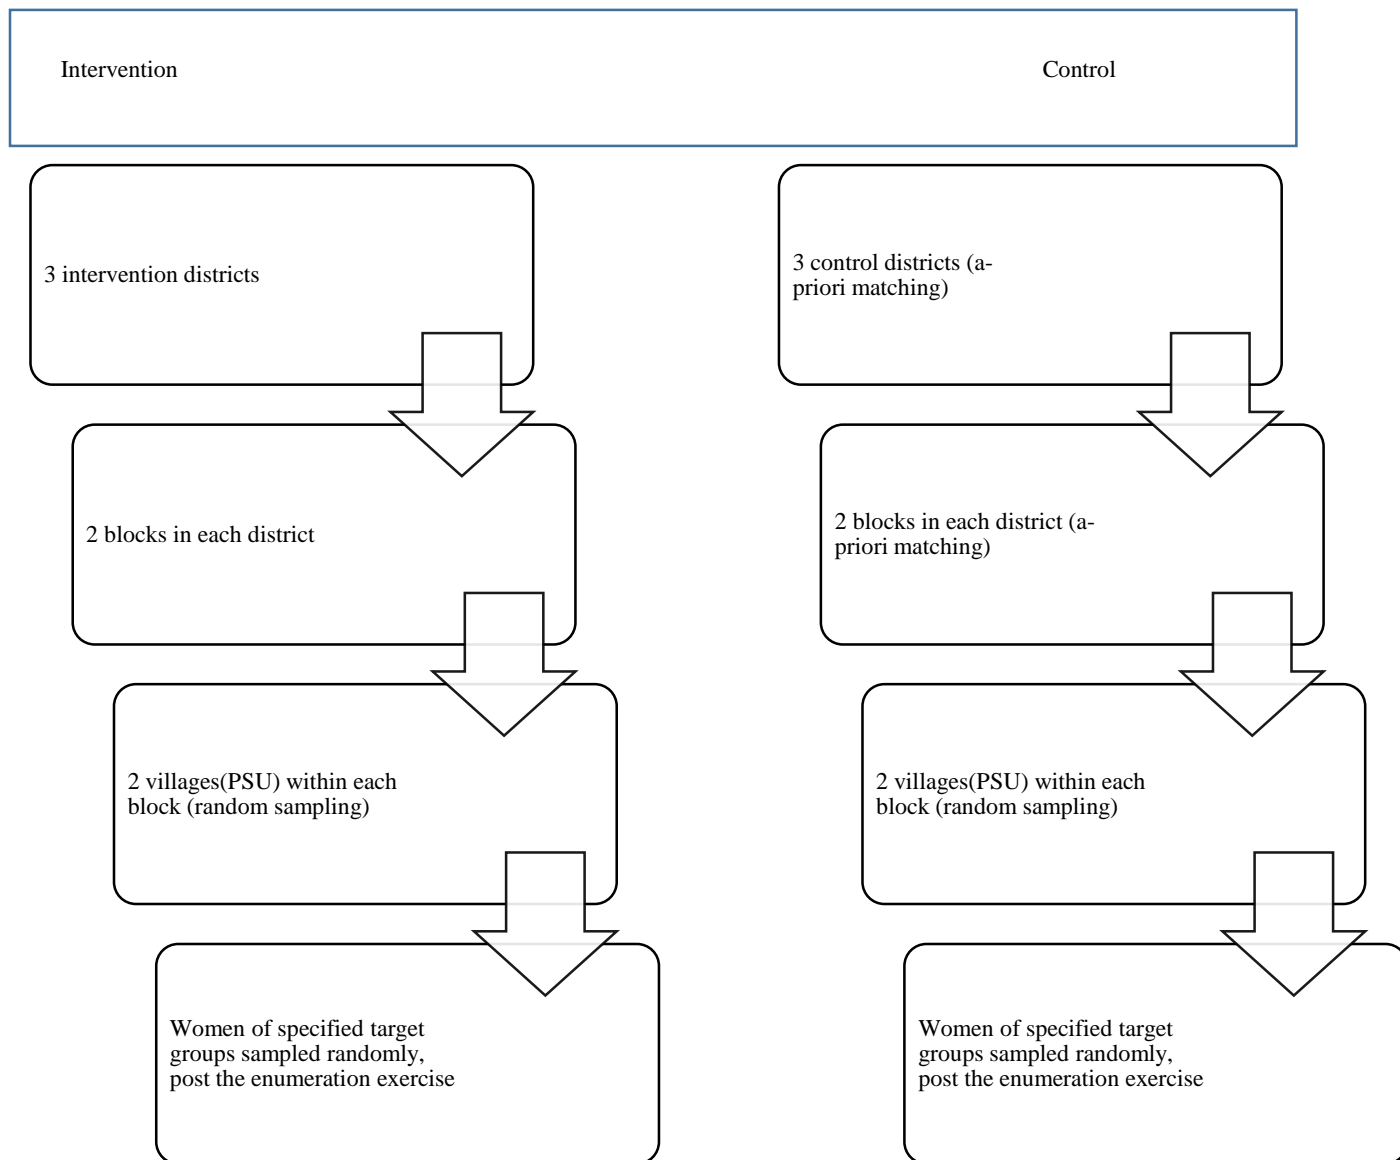 Intervention
Control
3 intervention districts
2 blocks in each district
2 villages(PSU) within each
block (random sampling)
Women of specified target
groups sampled randomly,
post the enumeration exercise
3 control districts (a-
priori matching)
2 blocks in each district (a-
priori matching)
2 villages(PSU) within each
block (random sampling)
Women of specified target
groups sampled randomly,
post the enumeration exercise